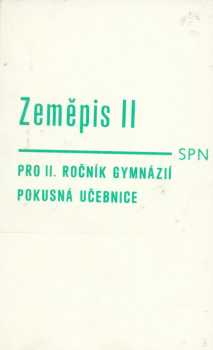 Zeměpis II
SPN
PRO II. ROČNÍK GYMNÁZIÍ
POKUSNÁ UČEBNICE